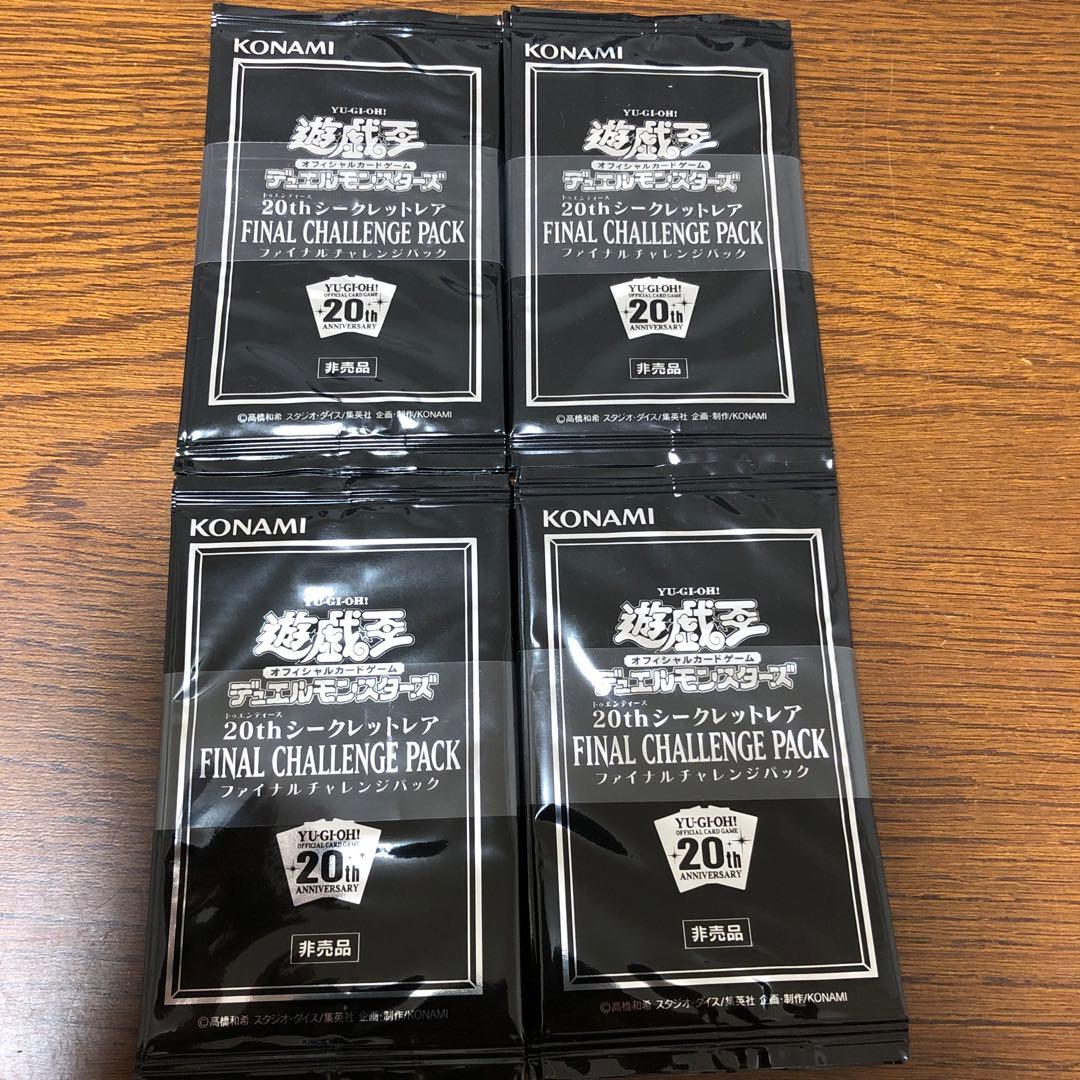 KONAMI
YU-GI-OH!
遊戯王
オフィシャルカードゲーム
デュエルモンスターズ
トゥエンティース
20thシークレットレア
FINAL CHALLENGE PACK
ファイナルチャレンジパック
YU-GI-OH!
OFFICIAL CARD GAME
20th
ANNIVERSARY
非売品
©高橋和希 スタジオ・ダイス/集英社 企画・制作/KONAMI
KONAMI
YU-GI-OH!
遊戯王
オフィシャルカードゲーム
デュエルモンスターズ
トゥエンティース
20thシークレットレア
FINAL CHALLENGE PACK
ファイナルチャレンジパック
YU-GI-OH!
OFFICIAL CARD GAME
20th
ANNIVERSARY
非売品
©高橋和希 スタジオ・ダイス/集英社 企画・制作/KONAMI
KONAMI
YU-GI-OH!
遊戯王
オフィシャルカードゲーム
デュエルモンスターズ
トゥエンティース
20thシークレットレア
FINAL CHALLENGE PACK
ファイナルチャレンジパック
YU-GI-OH!
OFFICIAL CARD GAME
20th
ANNIVERSARY
非売品
©高橋和希 スタジオ・ダイス/集英社 企画・制作/KONAMI
KONAMI
YU-GI-OH!
遊戯王
オフィシャルカードゲーム
デュエルモンスターズ
トゥエンティース
20thシークレットレア
FINAL CHALLENGE PACK
ファイナルチャレンジパック
YU-GI-OH!
OFFICIAL CARD GAME
20th
ANNIVERSARY
非売品
©高橋和希 スタジオ・ダイス/集英社 企画・制作/KONAMI